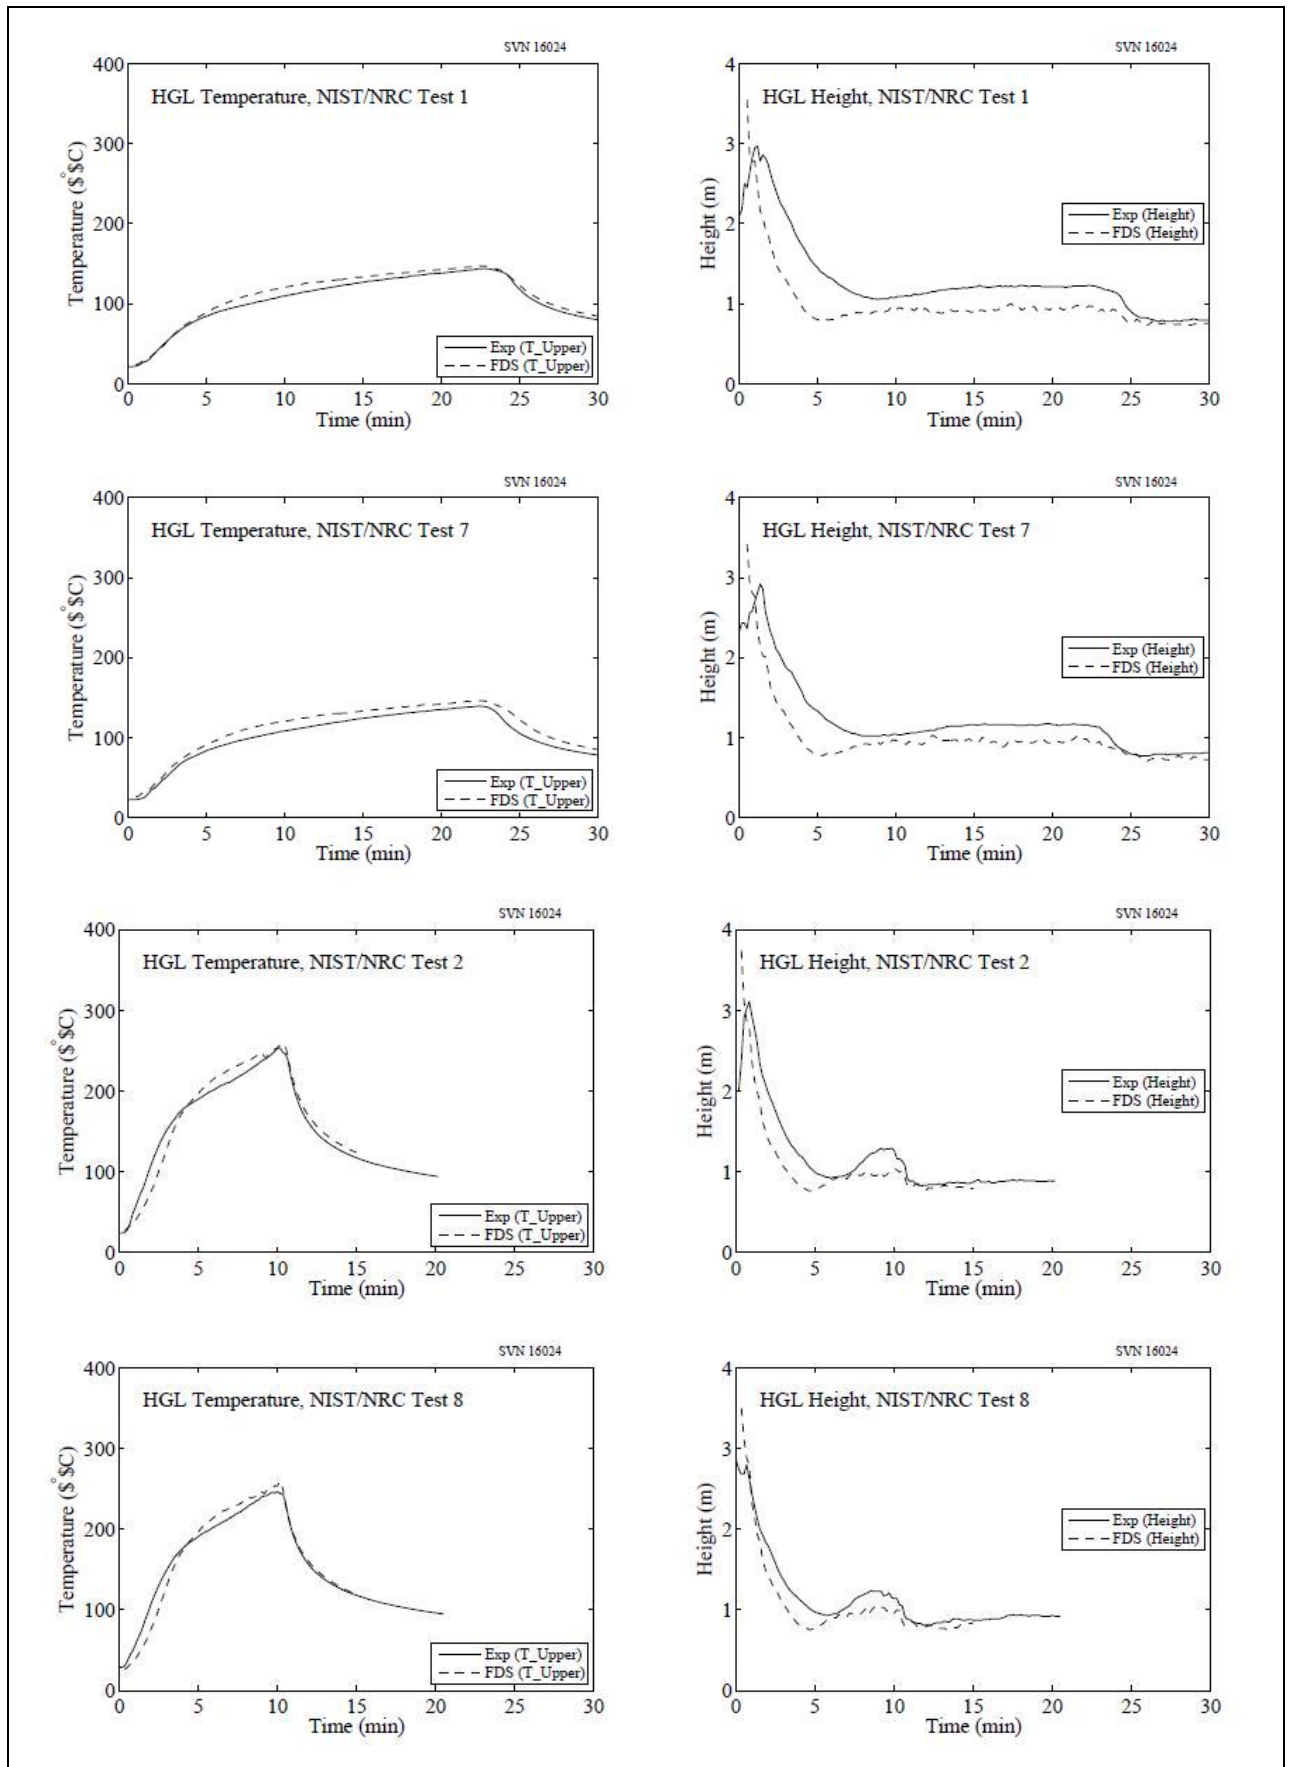 SVN 16024
400
300
200
100
0
Temperature ($°$C)
HGL Temperature, NIST/NRC Test 1
Exp (T_Upper)
FDS (T_Upper)
0 5 10 15 20 25 30
Time (min)
SVN 16024
4
3
2
1
0
Height (m)
HGL Height, NIST/NRC Test 1
Exp (Height)
FDS (Height)
0 5 10 15 20 25 30
Time (min)
SVN 16024
400
300
200
100
0
Temperature ($°$C)
HGL Temperature, NIST/NRC Test 7
Exp (T_Upper)
FDS (T_Upper)
0 5 10 15 20 25 30
Time (min)
SVN 16024
4
3
2
1
0
Height (m)
HGL Height, NIST/NRC Test 7
Exp (Height)
FDS (Height)
0 5 10 15 20 25 30
Time (min)
SVN 16024
400
300
200
100
0
Temperature ($°$C)
HGL Temperature, NIST/NRC Test 2
Exp (T_Upper)
FDS (T_Upper)
0 5 10 15 20 25 30
Time (min)
SVN 16024
4
3
2
1
0
Height (m)
HGL Height, NIST/NRC Test 2
Exp (Height)
FDS (Height)
0 5 10 15 20 25 30
Time (min)
SVN 16024
400
300
200
100
0
Temperature ($°$C)
HGL Temperature, NIST/NRC Test 8
Exp (T_Upper)
FDS (T_Upper)
0 5 10 15 20 25 30
Time (min)
SVN 16024
4
3
2
1
0
Height (m)
HGL Height, NIST/NRC Test 8
Exp (Height)
FDS (Height)
0 5 10 15 20 25 30
Time (min)